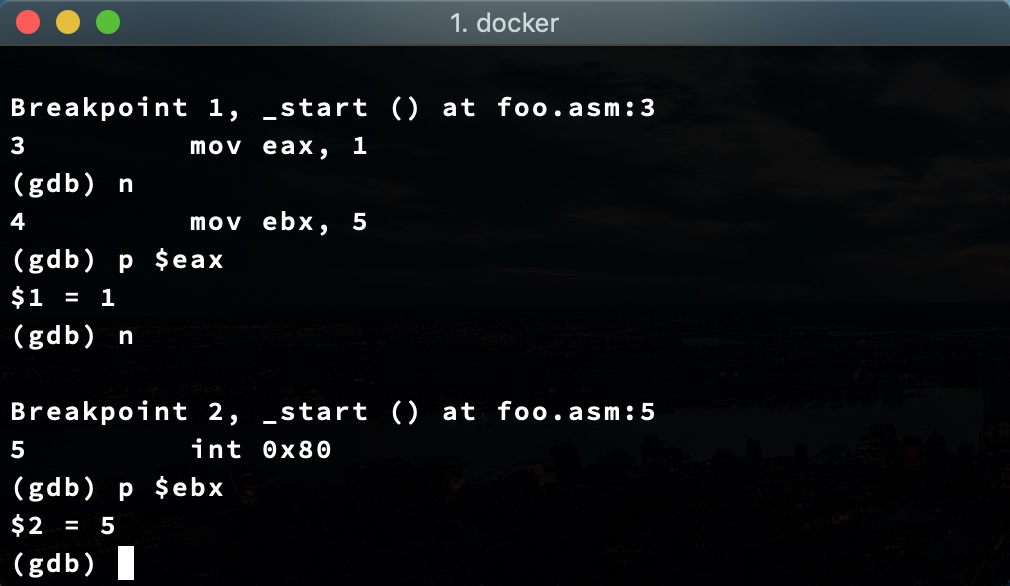 1. docker
Breakpoint 1, _start () at foo.asm:3
3         mov eax, 1
(gdb) n
4         mov ebx, 5
(gdb) p $eax
$1 = 1
(gdb) n
Breakpoint 2, _start () at foo.asm:5
5         int 0x80
(gdb) p $ebx
$2 = 5
(gdb)